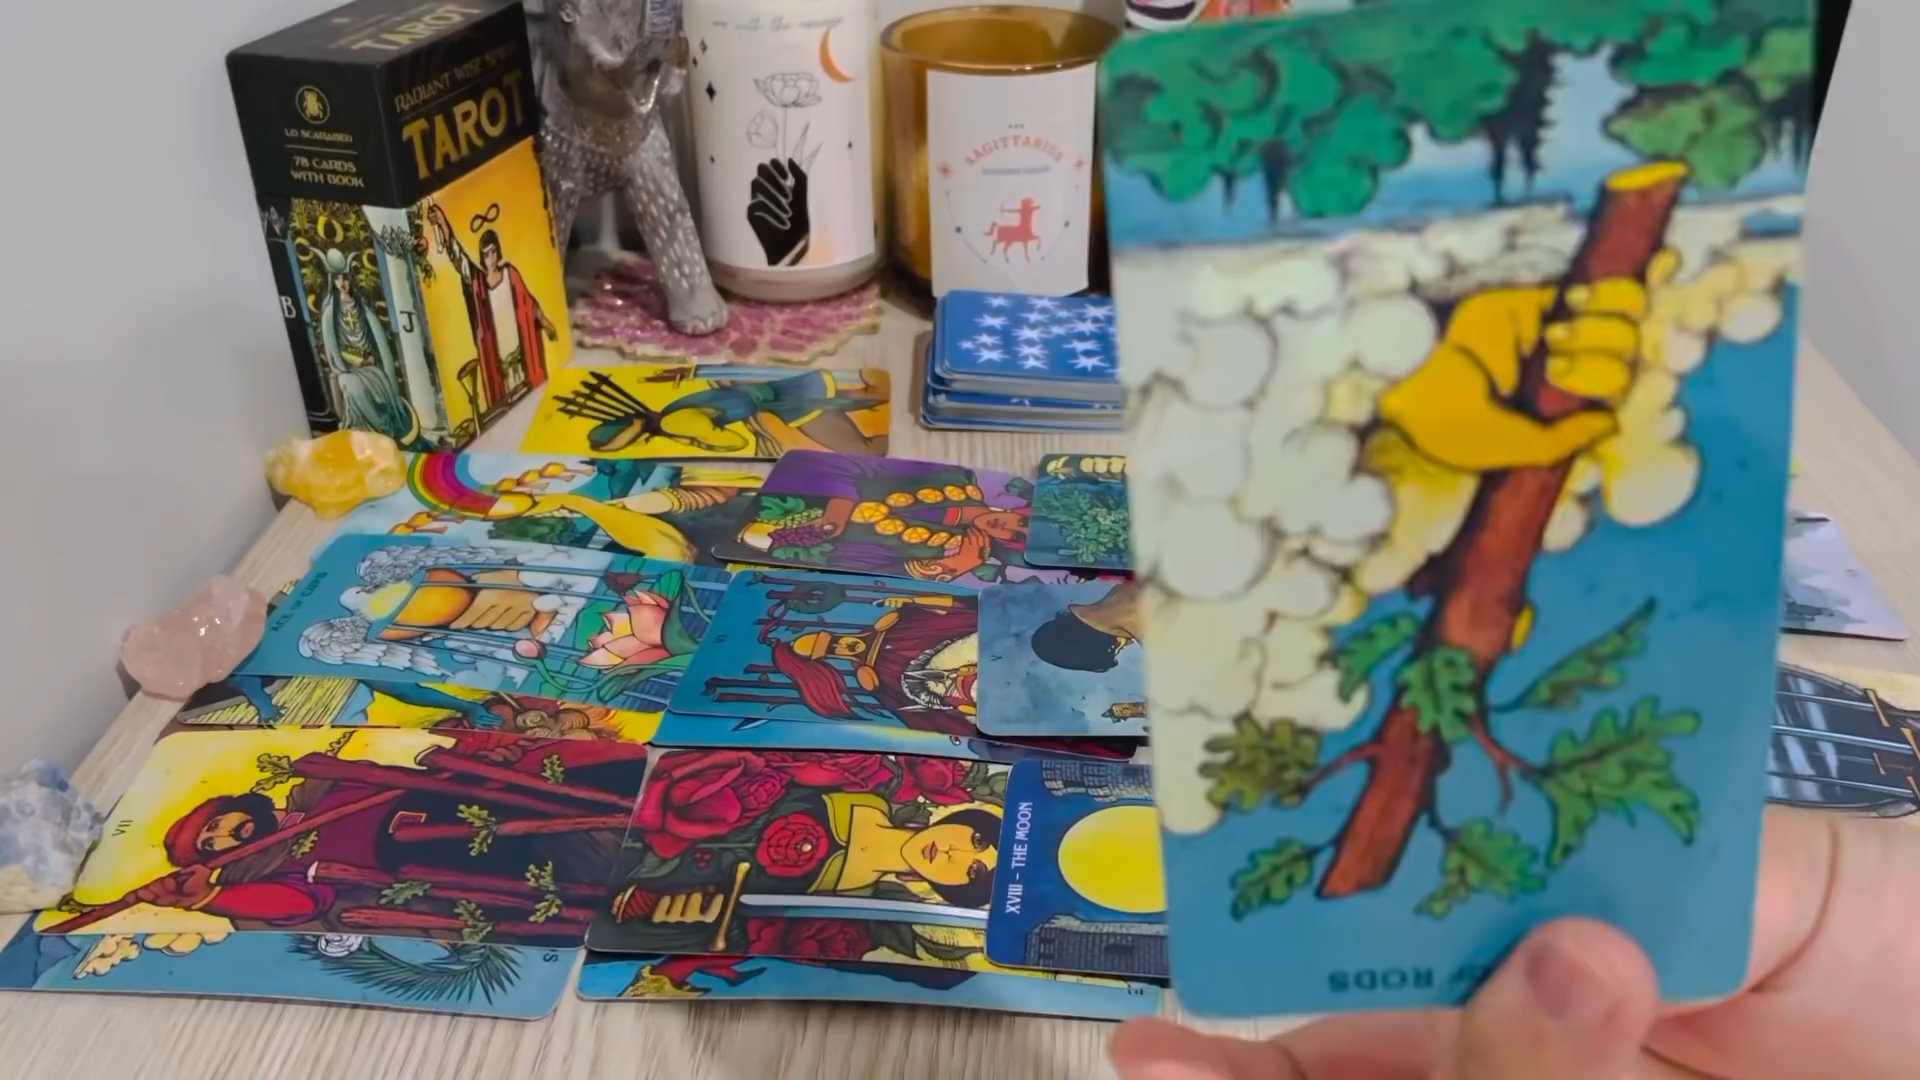 TAROT
LO SCARABEO
78 CARDS
WITH BOOK
RADIANT WISE SPIRIT
TAROT
B
J
SAGITTARIUS
ACE OF CUPS
VI
V
VII
XVIII – THE MOON
OF RODS